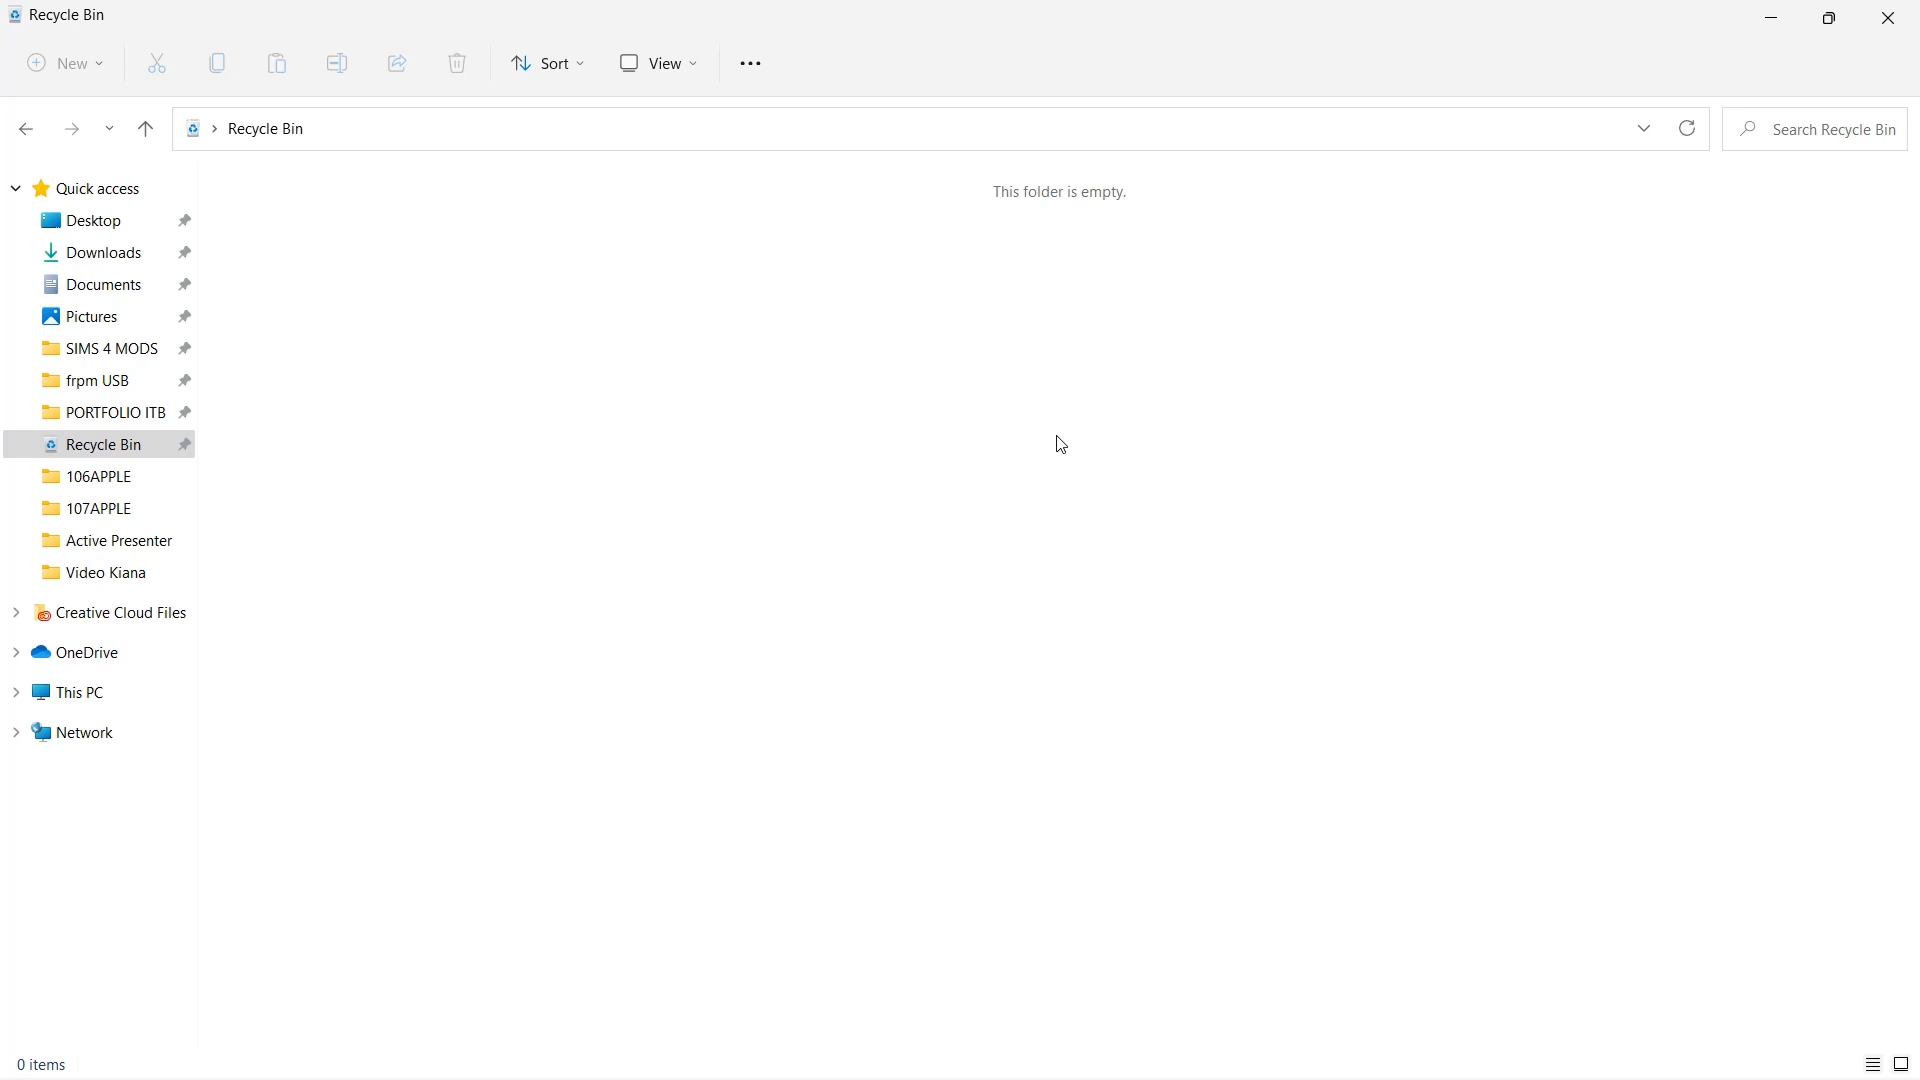 Recycle Bin
New
Sort
View
Recycle Bin
Search Recycle Bin
Quick access
This folder is empty.
Desktop
Downloads
Documents
Pictures
SIMS 4 MODS
frpm USB
PORTFOLIO ITB
Recycle Bin
106APPLE
107APPLE
Active Presenter
Video Kiana
Creative Cloud Files
OneDrive
This PC
Network
0 items